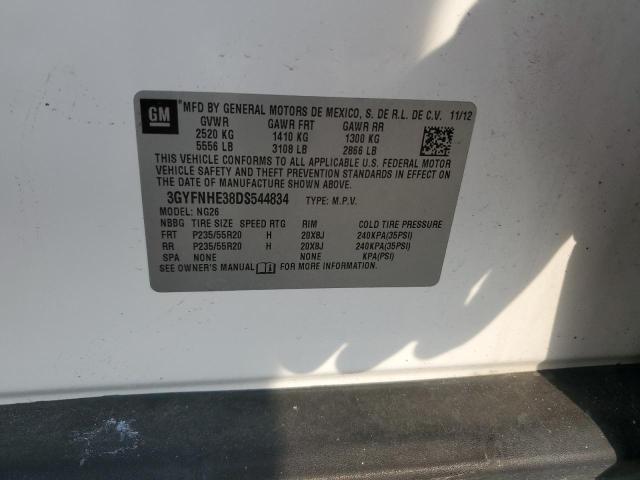 GM
MFD BY GENERAL MOTORS DE MEXICO, S. DE R.L. DE C.V. 11/12
GVWR GAWR FRT GAWR RR
2520 KG 1410 KG 1300 KG
5556 LB 3108 LB 2866 LB
THIS VEHICLE CONFORMS TO ALL APPLICABLE U.S. FEDERAL MOTOR
VEHICLE SAFETY AND THEFT PREVENTION STANDARDS IN EFFECT
ON THE DATE OF MANUFACTURE SHOWN ABOVE.
3GYFNHE38DS544834 TYPE: M.P.V.
MODEL: NG26
NBBG TIRE SIZE SPEED RTG RIM COLD TIRE PRESSURE
FRT P235/55R20 H 20X8J 240KPA(35PSI)
RR P235/55R20 H 20X8J 240KPA(35PSI)
SPA NONE NONE KPA(PSI)
SEE OWNER'S MANUAL FOR MORE INFORMATION.